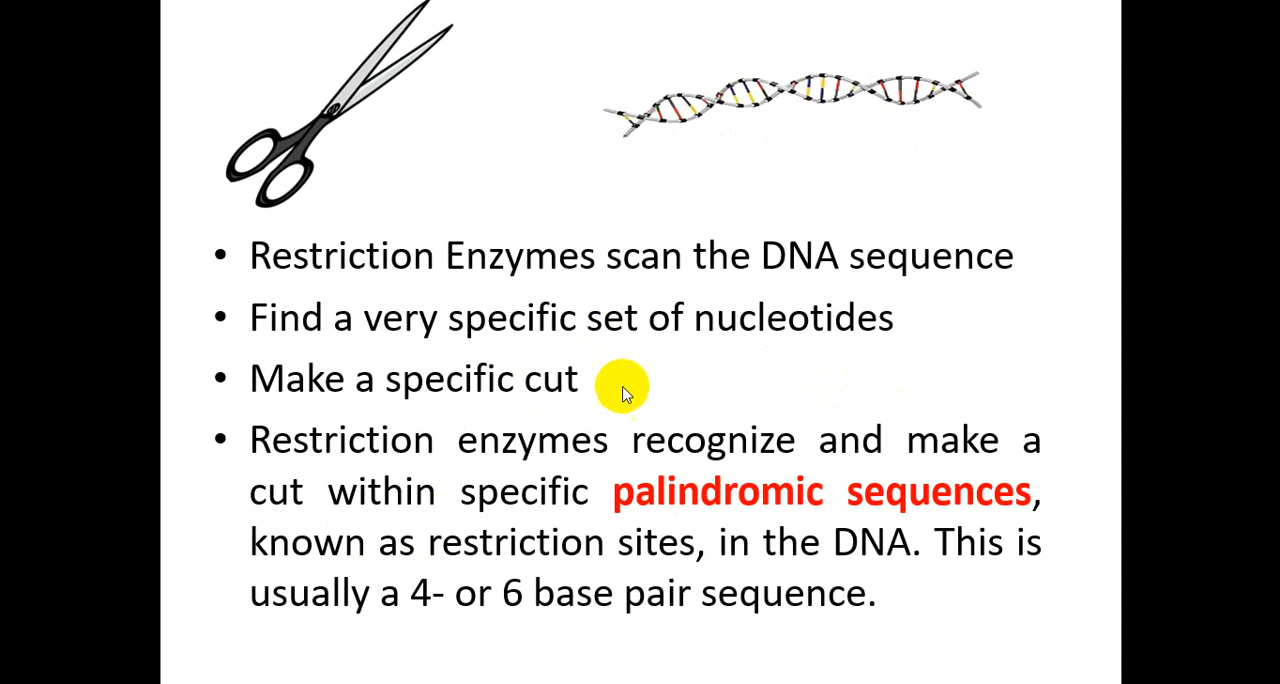 • Restriction Enzymes scan the DNA sequence
• Find a very specific set of nucleotides
• Make a specific cut
• Restriction enzymes recognize and make a
cut within specific palindromic sequences,
known as restriction sites, in the DNA. This is
usually a 4- or 6 base pair sequence.